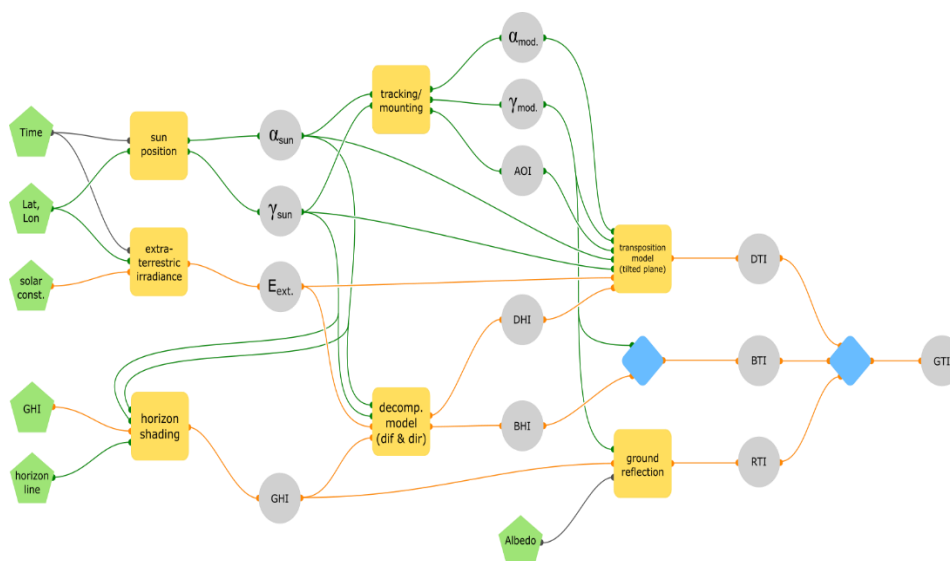 αmod.
tracking/
mounting
γmod.
Time
sun
position
αsun
AOI
Lat,
Lon
γsun
extra-
terrestric
irradiance
transposition
model
(tilted plane)
DTI
solar
const.
Eext.
DHI
BTI
GTI
GHI
horizon
shading
decomp.
model
(dif & dir)
BHI
horizon
line
GHI
ground
reflection
RTI
Albedo